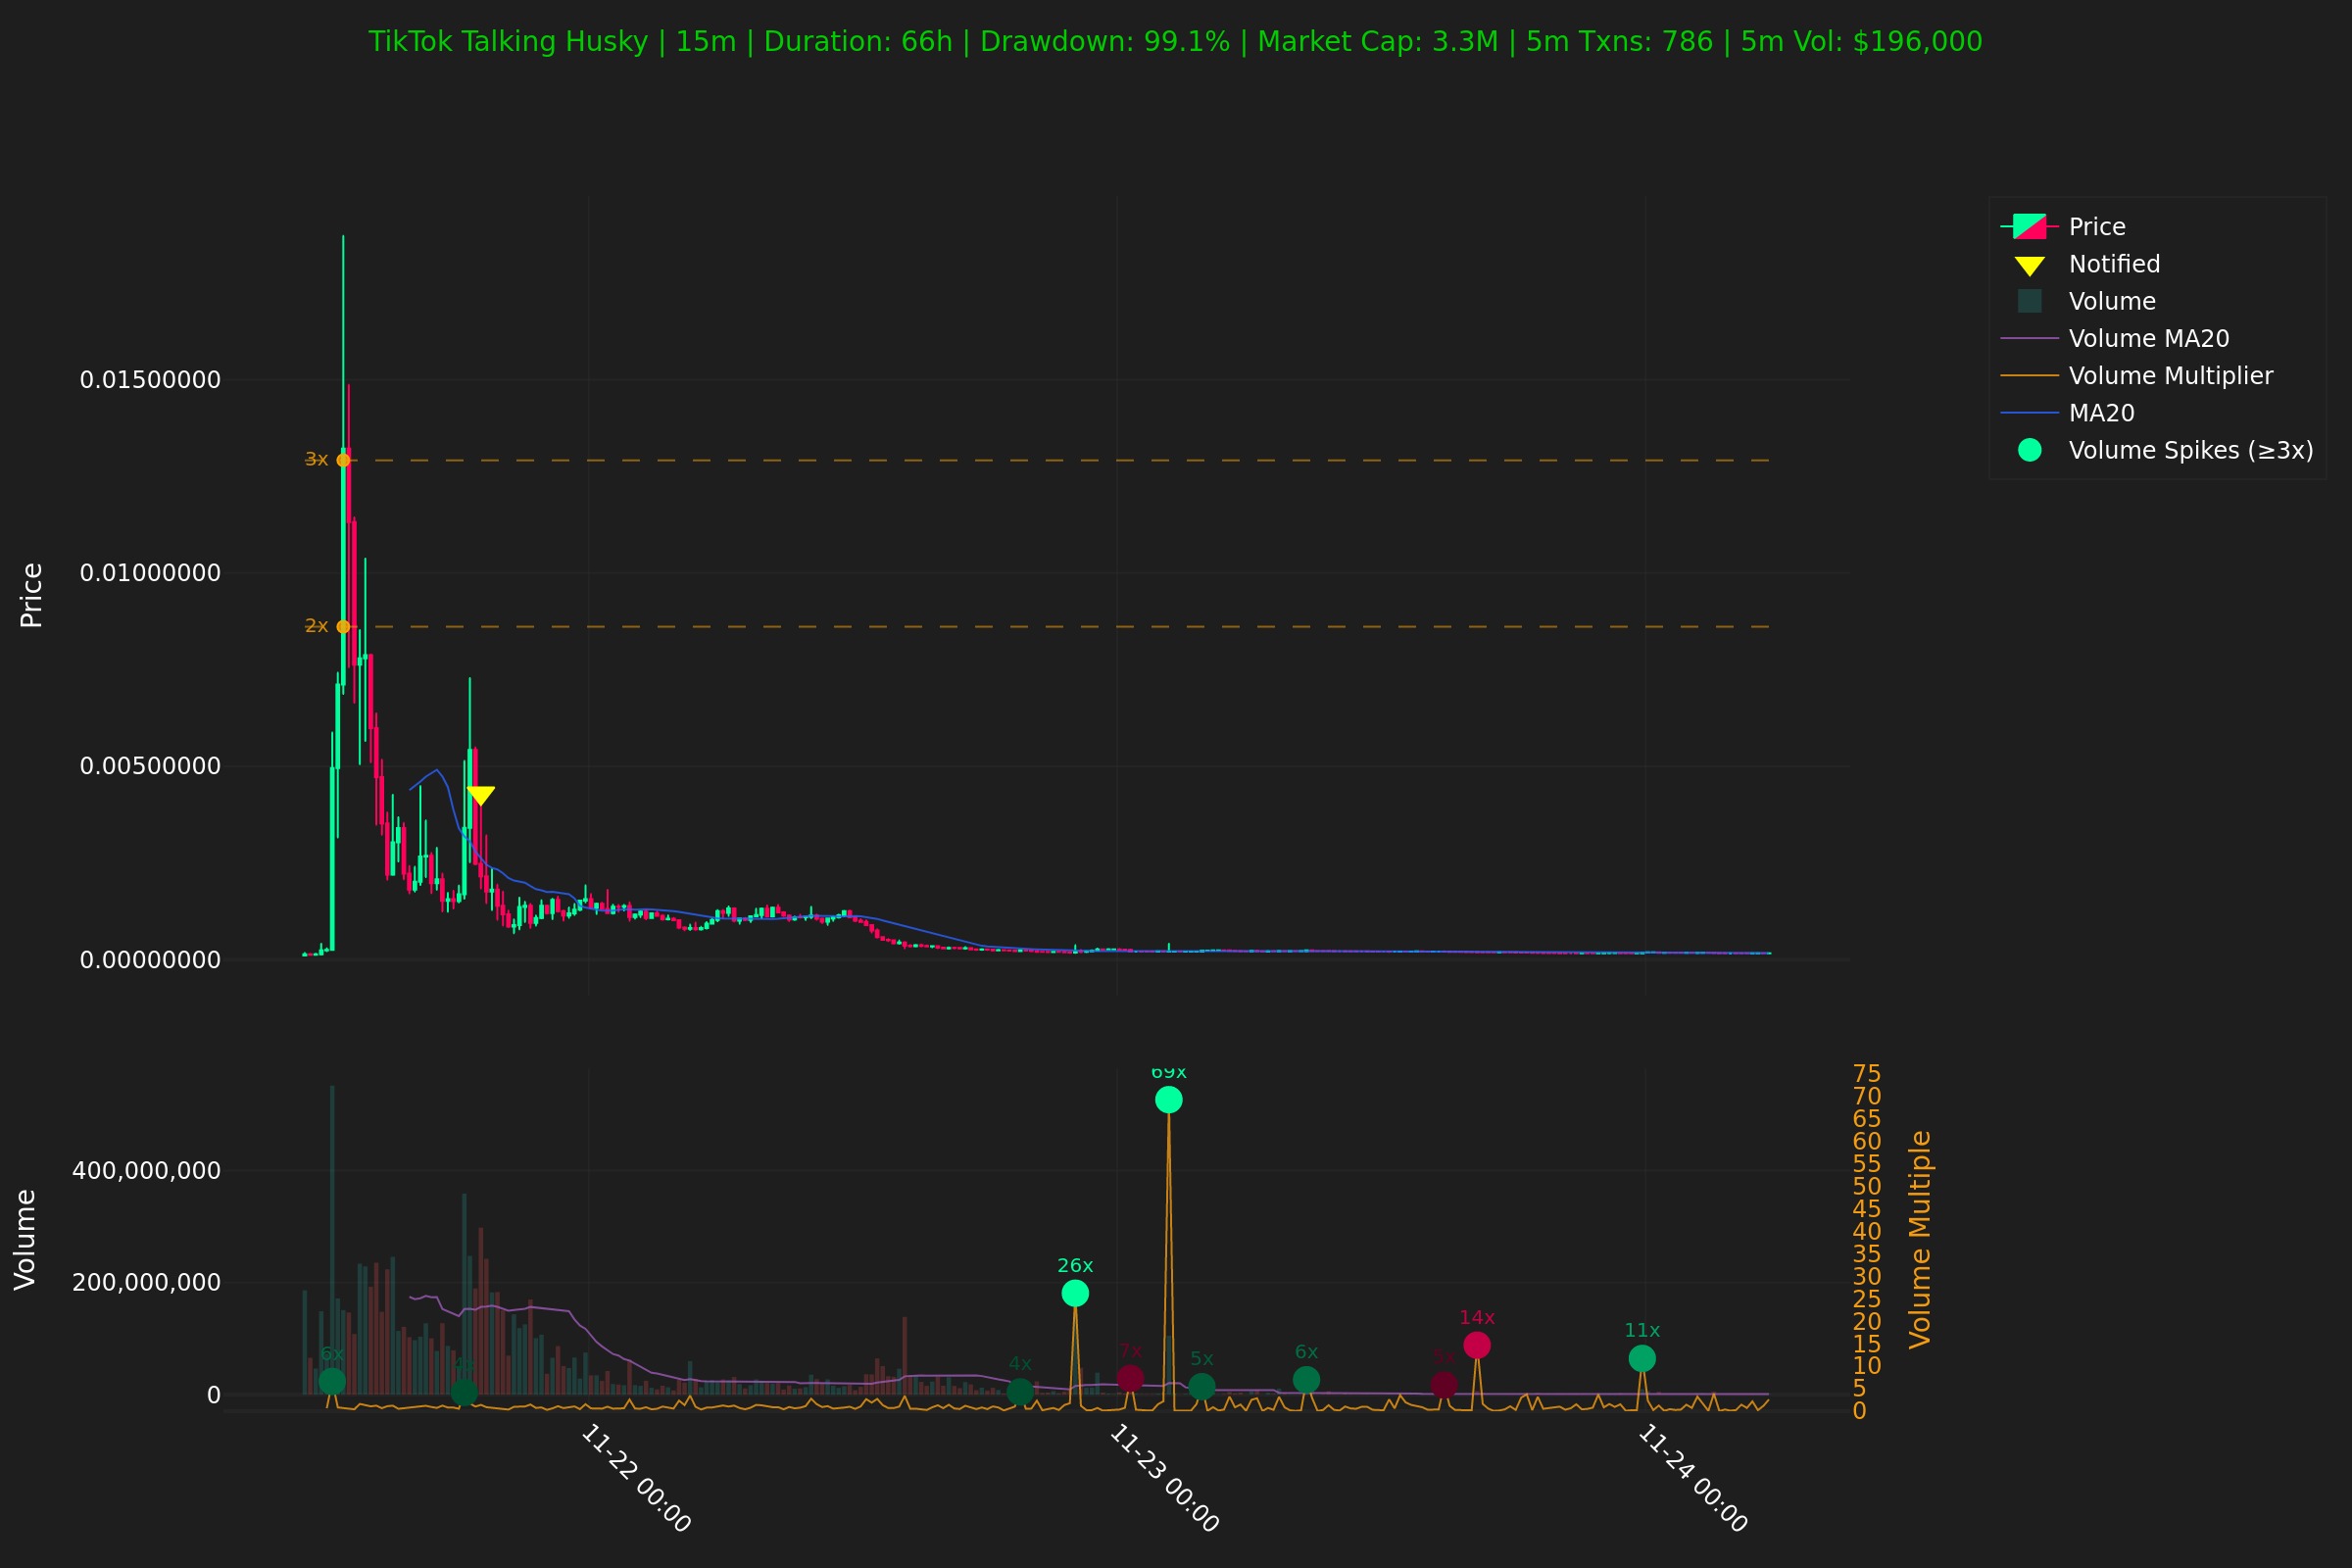 TikTok Talking Husky | 15m | Duration: 66h | Drawdown: 99.1% | Market Cap: 3.3M | 5m Txns: 786 | 5m Vol: $196,000
Price
0.01500000
0.01000000
0.00500000
0.00000000
3x
2x
Price
Notified
Volume
Volume MA20
Volume Multiplier
MA20
Volume Spikes (≥3x)
Volume
400,000,000
200,000,000
0
6x
4x
26x
7x
69x
5x
6x
14x
11x
75
70
65
60
55
50
45
40
35
30
25
20
15
10
5
0
Volume Multiple
11-22 00:00
11-23 00:00
11-24 00:00